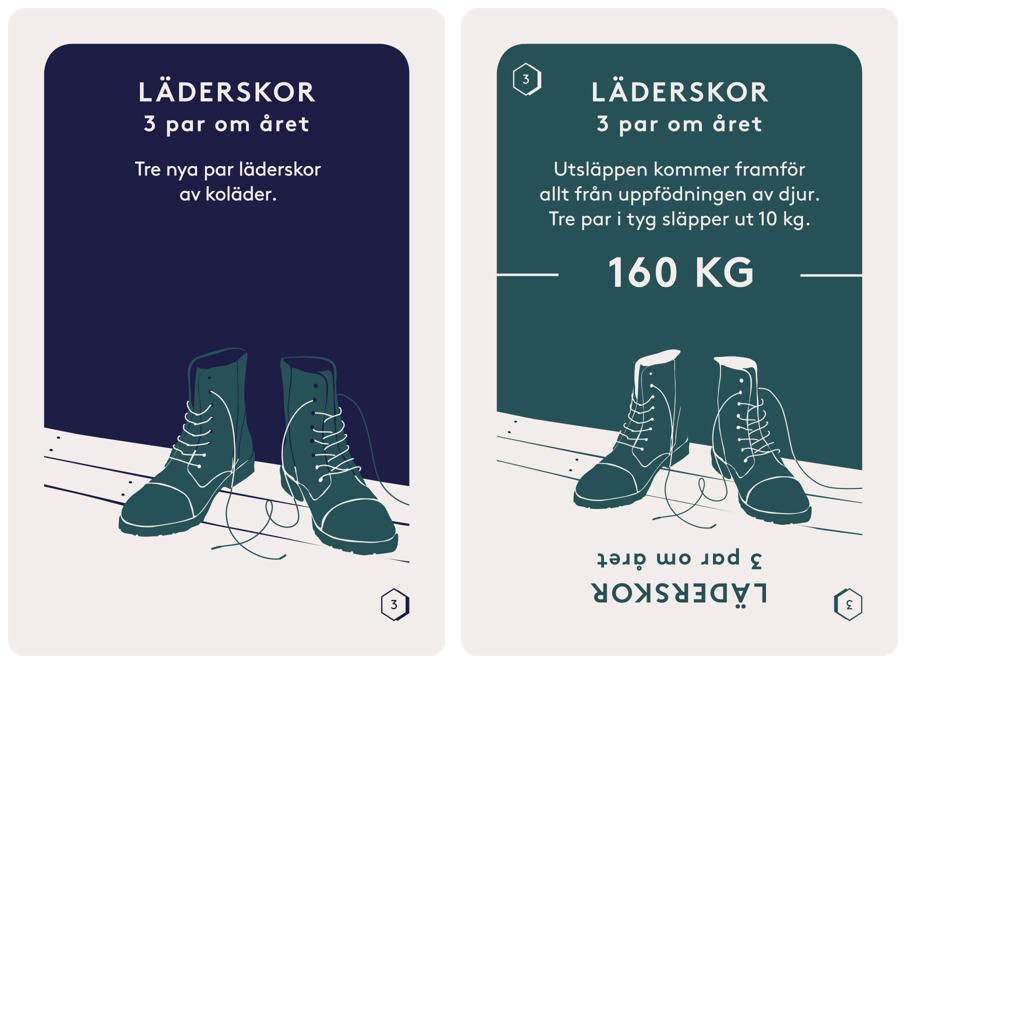 LÄDERSKOR
3 par om året
Tre nya par läderskor
av koläder.
3
3
LÄDERSKOR
3 par om året
Utsläppen kommer framför
allt från uppfödningen av djur.
Tre par i tyg släpper ut 10 kg.
160 KG
LÄDERSKOR
3 par om året
3